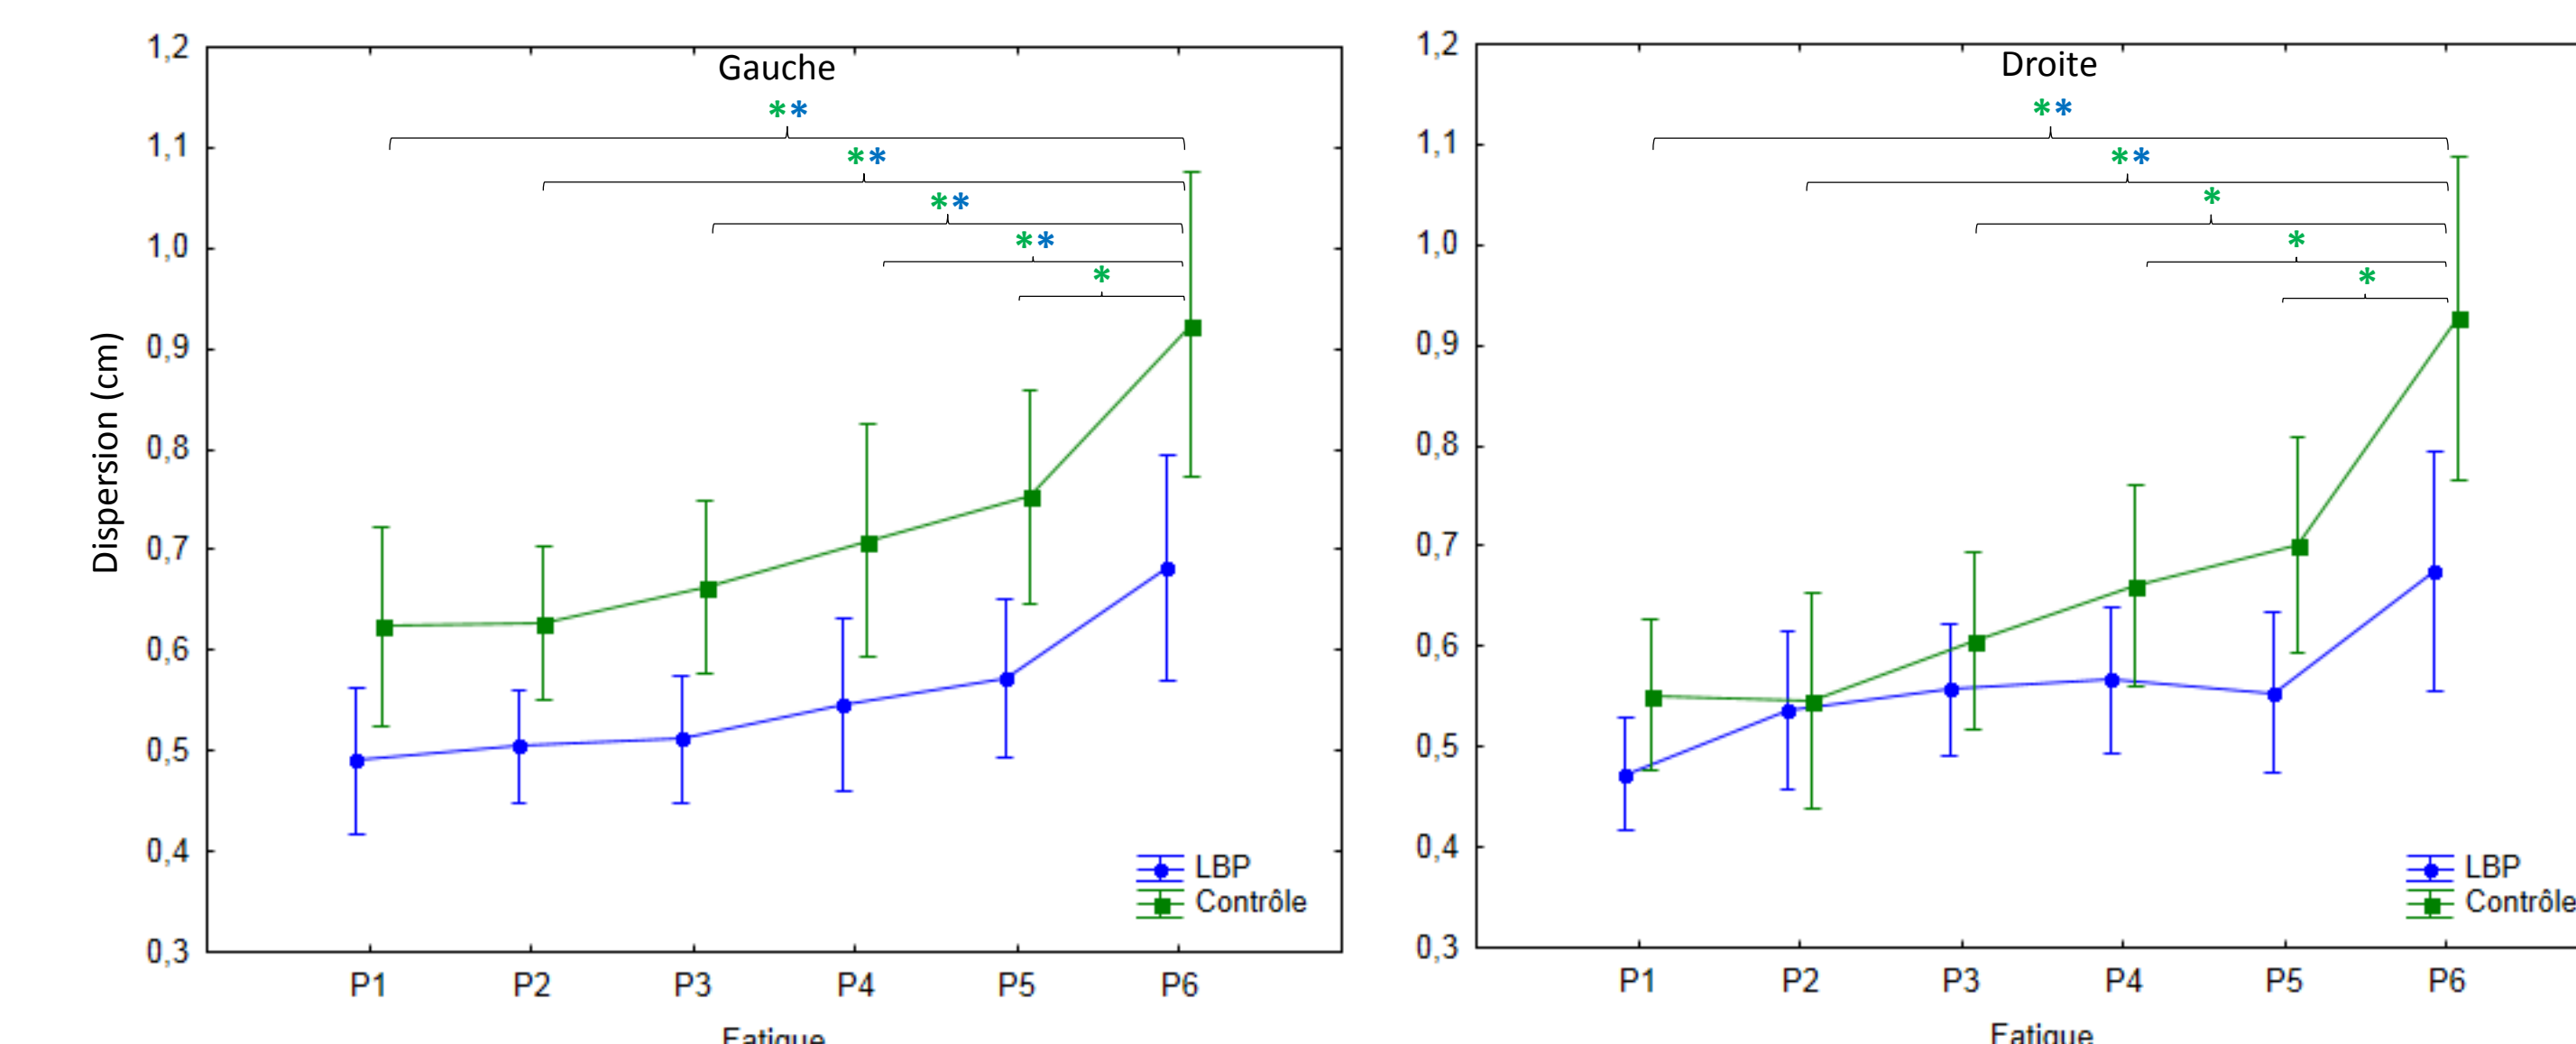 Gauche
**
**
**
**
*
Dispersion (cm)
1,2
1,1
1,0
0,9
0,8
0,7
0,6
0,5
0,4
0,3
LBP
Contrôle
P1 P2 P3 P4 P5 P6
Fatigue
Droite
**
**
*
*
*
1,2
1,1
1,0
0,9
0,8
0,7
0,6
0,5
0,4
0,3
LBP
Contrôle
P1 P2 P3 P4 P5 P6
Fatigue